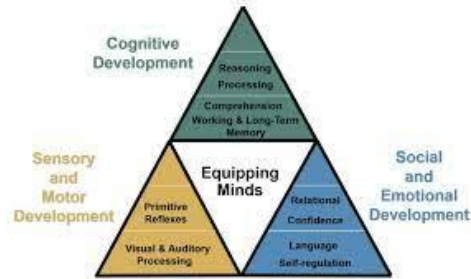 Cognitive
Development
Reasoning
Processing
Comprehension
Working & Long-Term
Memory
Sensory
and
Motor
Development
Primitive
Reflexes
Visual & Auditory
Processing
Equipping
Minds
Relational
Confidence
Language
Self-regulation
Social
and
Emotional
Development